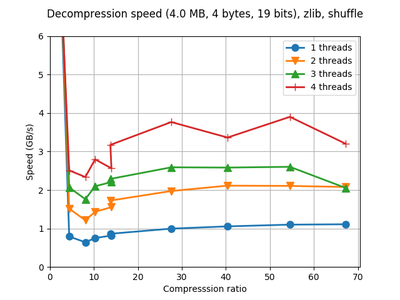 Decompression speed (4.0 MB, 4 bytes, 19 bits), zlib, shuffle
6
5
4
3
2
1
0
Speed (GB/s)
1 threads
2 threads
3 threads
4 threads
0 10 20 30 40 50 60 70
Compresssion ratio